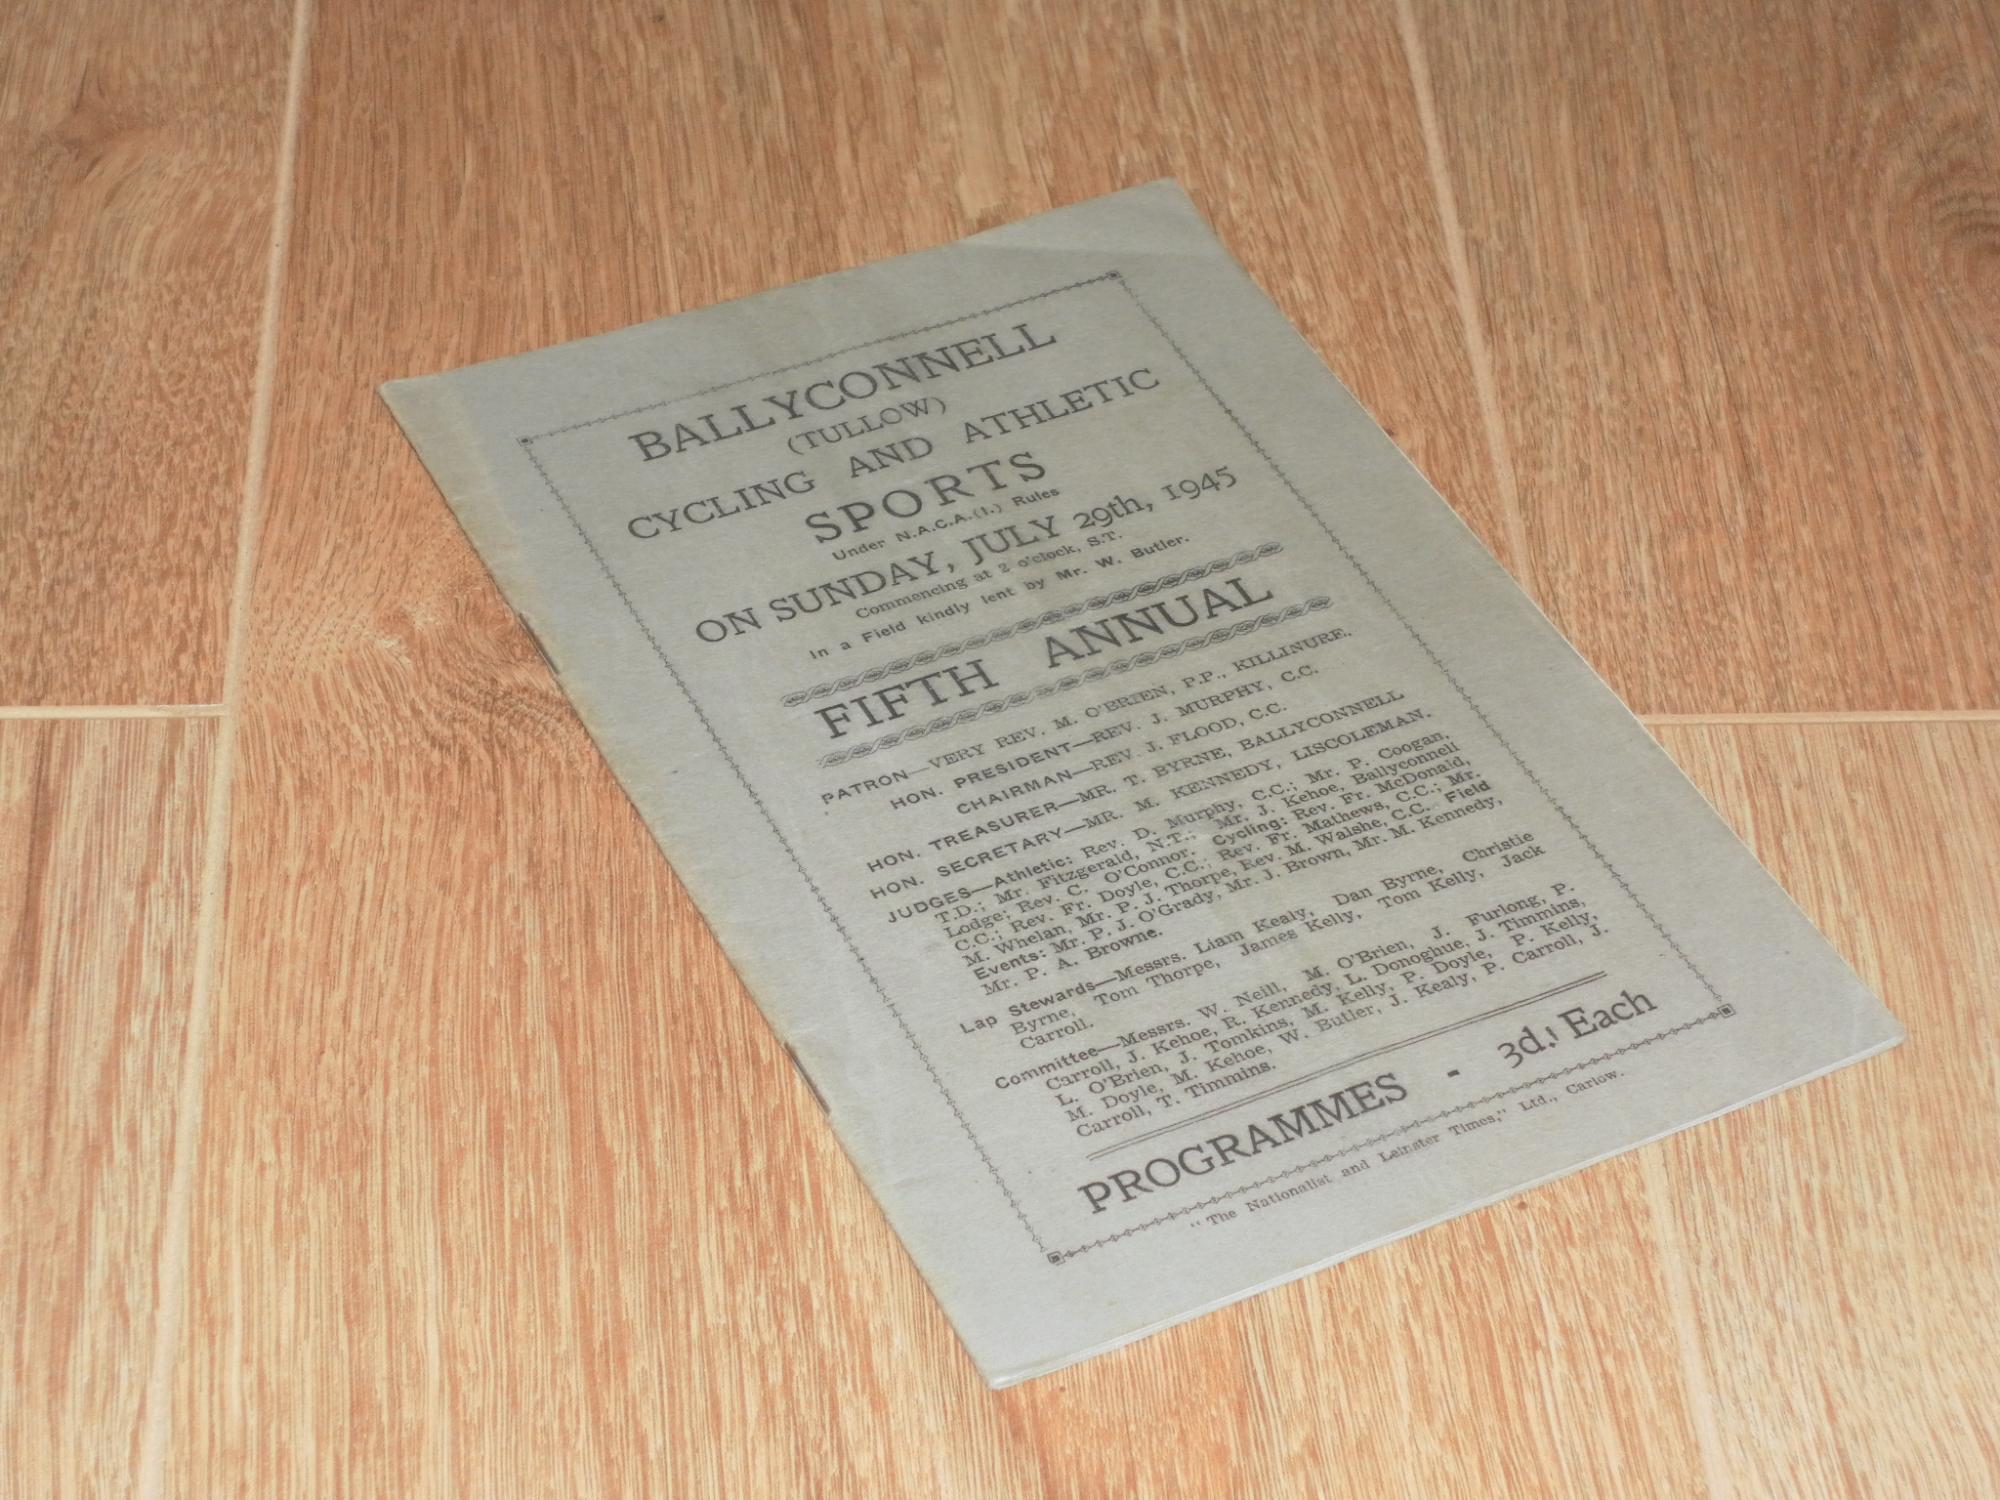 BALLYCONNELL
(TULLOW)
CYCLING AND ATHLETIC
SPORTS
Under N.A.C.A.(I.) Rules
ON SUNDAY, JULY 29th, 1945
Commencing at 2 o'clock, S.T.
In a Field kindly lent by Mr. W. Butler.
FIFTH ANNUAL
PATRON—VERY REV. M. O'BRIEN, P.P., KILLINURE.
HON. PRESIDENT—REV. J. MURPHY, C.C.
CHAIRMAN—REV. J. FLOOD, C.C.
HON. TREASURER—MR. T. BYRNE, BALLYCONNELL
HON. SECRETARY—MR. M. KENNEDY, LISCOLEMAN.
JUDGES—Athletic: Rev. D. Murphy, C.C.; Mr. P. Coogan,
T.D.; Mr. Fitzgerald, N.T.; Mr. J. Kehoe, Ballyconnell
Lodge; Rev. C. O'Connor. Cycling: Rev. Fr. McDonald,
C.C.; Rev. Fr. Doyle, C.C.; Rev. Fr. Mathews, C.C.; Mr.
M. Whelan, Mr. P. J. Thorpe, Rev. M. Walshe, C.C. Field
Events: Mr. P. J. O'Grady, Mr. J. Brown, Mr. M. Kennedy,
Mr. P. A. Browne.
Lap Stewards—Messrs. Liam Kealy, Dan Byrne, Christie
Byrne, Tom Thorpe, James Kelly, Tom Kelly, Jack
Carroll.
Committee—Messrs. W. Neill, M. O'Brien, J. Furlong, P.
Carroll, J. Kehoe, R. Kennedy, L. Donoghue, J. Timmins,
L. O'Brien, J. Tomkins, M. Kelly, P. Doyle, P. Kelly,
M. Doyle, M. Kehoe, W. Butler, J. Kealy, P. Carroll, J.
Carroll, T. Timmins.
PROGRAMMES - 3d. Each
"The Nationalist and Leinster Times," Ltd., Carlow.